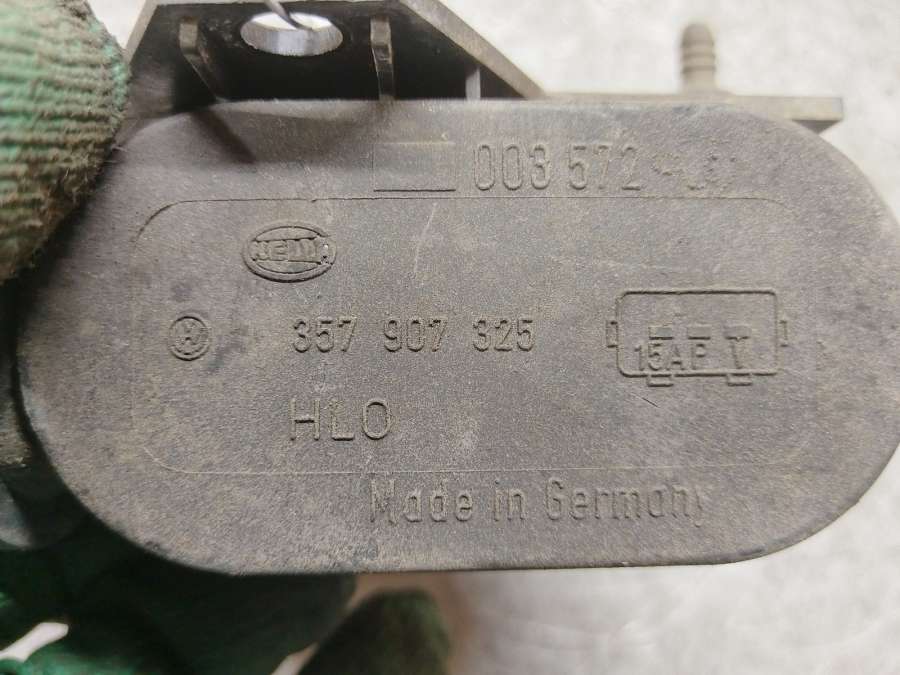 003 572
HELLA
357 907 325
15AP Y
HLO
Made in Germany